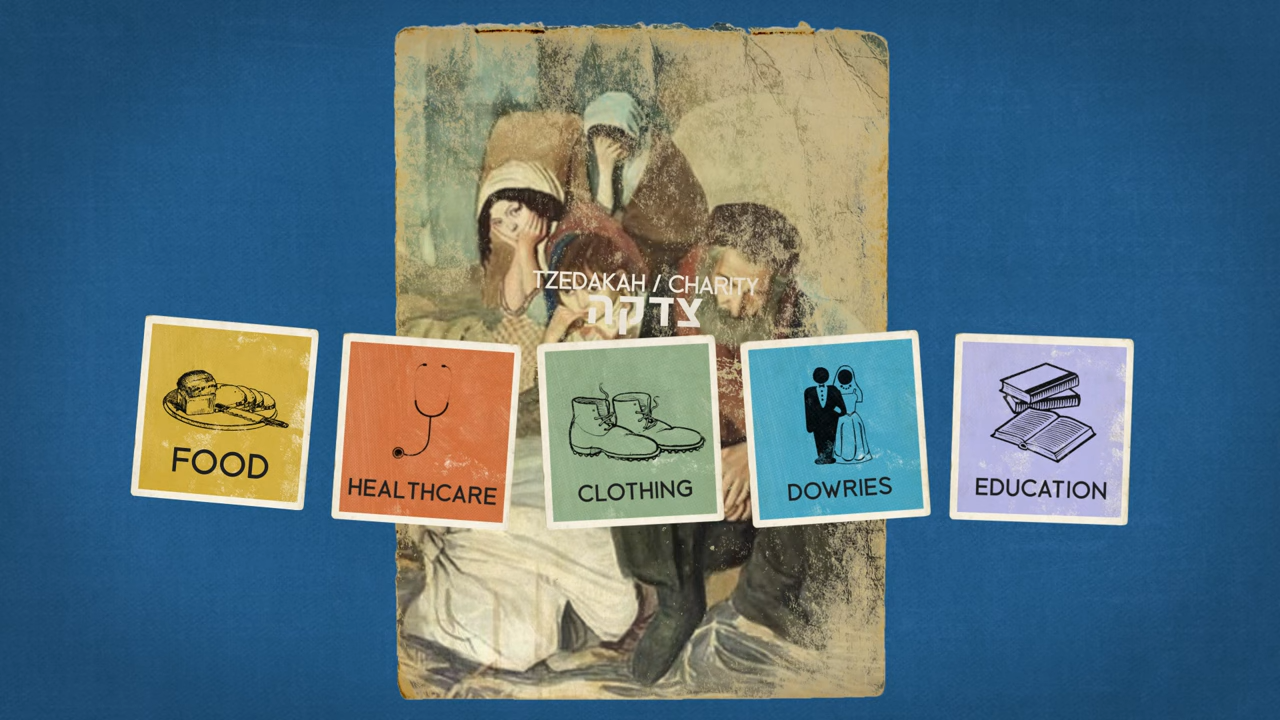 TZEDAKAH / CHARITY
צדקה
FOOD
HEALTHCARE
CLOTHING
DOWRIES
EDUCATION